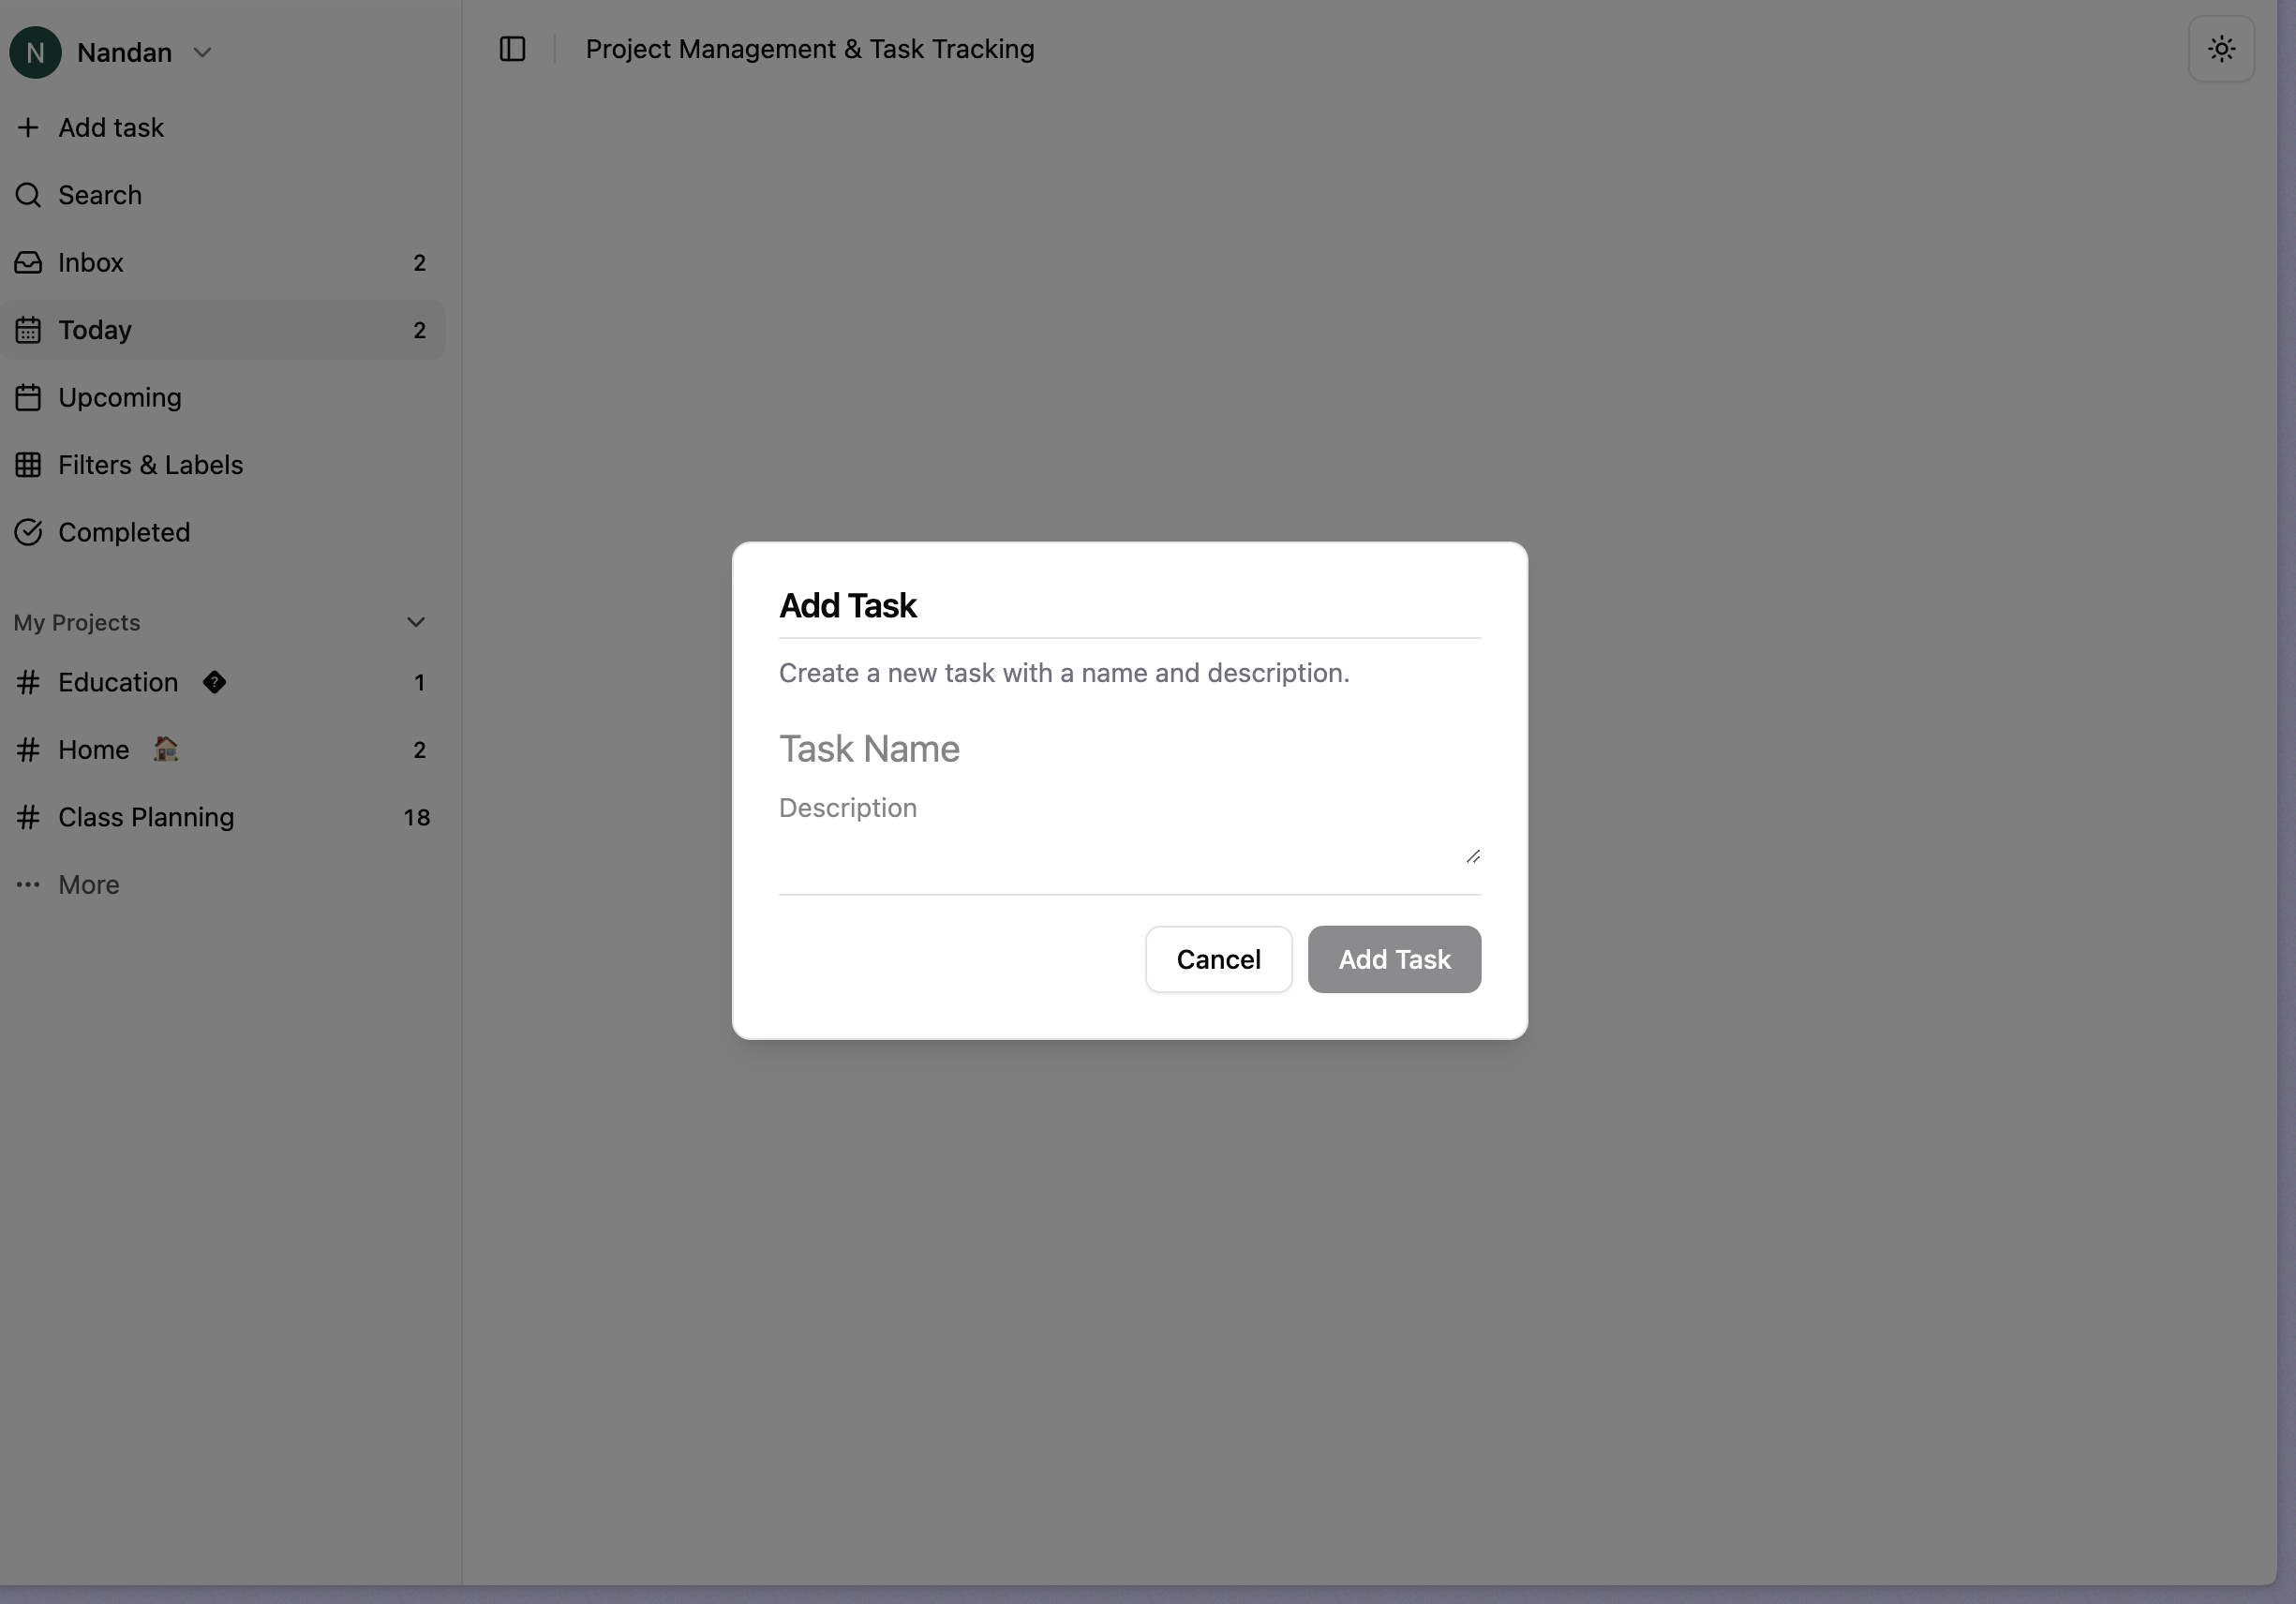 N Nandan
Add task
Search
Inbox 2
Today 2
Upcoming
Filters & Labels
Completed
My Projects
# Education 1
# Home 2
# Class Planning 18
More
Project Management & Task Tracking
Add Task
Create a new task with a name and description.
Task Name
Description
Cancel Add Task